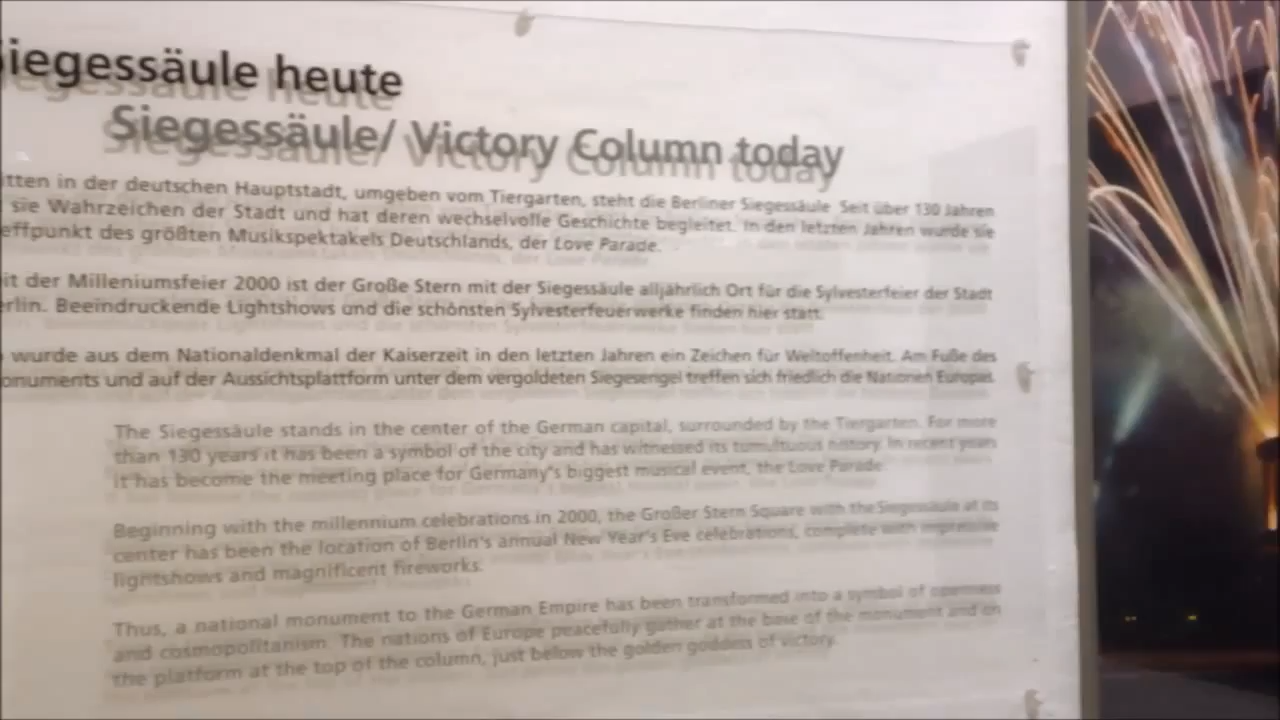 iegessäule heute
Siegessäule/ Victory Column today
tten in der deutschen Hauptstadt, umgeben vom Tiergarten, steht die Berliner Siegessäule. Seit über 130 Jahren
sie Wahrzeichen der Stadt und hat deren wechselvolle Geschichte begleitet. In den letzten Jahren wurde sie
effpunkt des größten Musikspektakels Deutschlands, der Love Parade.
it der Milleniumsfeier 2000 ist der Große Stern mit der Siegessäule alljährlich Ort für die Sylvesterfeier der Stadt
erlin. Beeindruckende Lightshows und die schönsten Sylvesterfeuerwerke finden hier statt.
wurde aus dem Nationaldenkmal der Kaiserzeit in den letzten Jahren ein Zeichen für Weltoffenheit. Am Fuße des
onuments und auf der Aussichtsplattform unter dem vergoldeten Siegesengel treffen sich friedlich die Nationen Europas.
The Siegessäule stands in the center of the German capital, surrounded by the Tiergarten. For more
than 130 years it has been a symbol of the city and has witnessed its tumultuous history. In recent years
it has become the meeting place for Germany's biggest musical event, the Love Parade.
Beginning with the millennium celebrations in 2000, the Großer Stern Square with the Siegessäule at its
center has been the location of Berlin's annual New Year's Eve celebrations, complete with impressive
lightshows and magnificent fireworks.
Thus, a national monument to the German Empire has been transformed into a symbol of openness
and cosmopolitanism. The nations of Europe peacefully gather at the base of the monument and on
the platform at the top of the column, just below the golden goddess of victory.